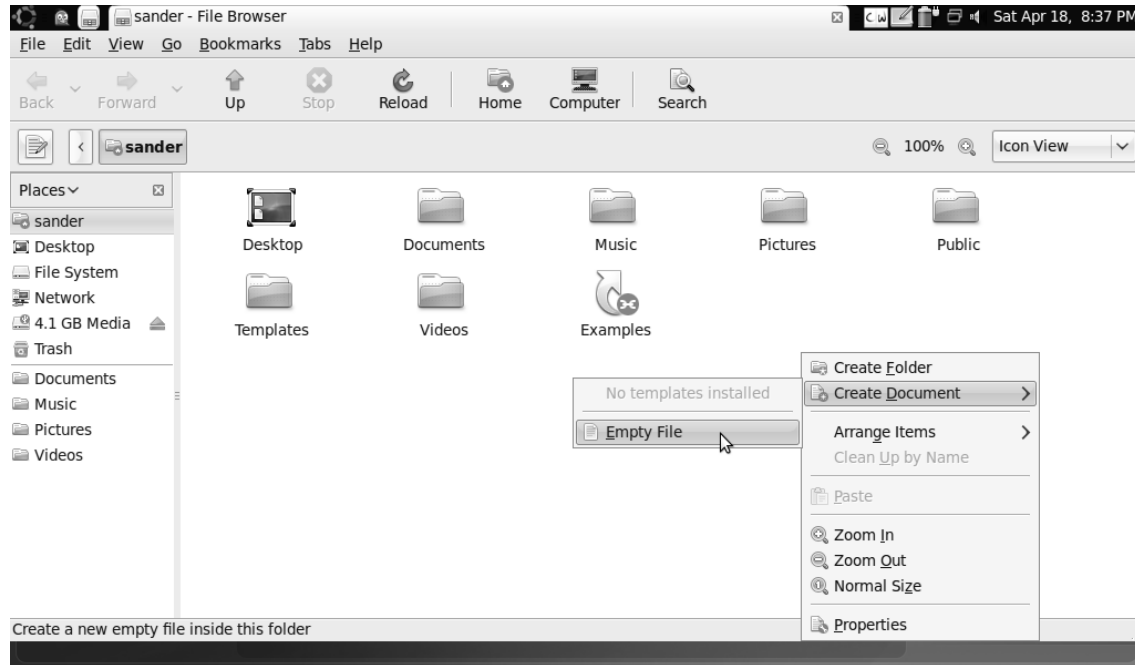 sander - File Browser
Sat Apr 18, 8:37 PM
File Edit View Go Bookmarks Tabs Help
Back Forward Up Stop Reload Home Computer Search
sander 100% Icon View
Places
sander
Desktop
File System
Network
4.1 GB Media
Trash
Documents
Music
Pictures
Videos
Desktop Documents Music Pictures Public
Templates Videos Examples
No templates installed
Empty File
Create Folder
Create Document
Arrange Items
Clean Up by Name
Paste
Zoom In
Zoom Out
Normal Size
Properties
Create a new empty file inside this folder